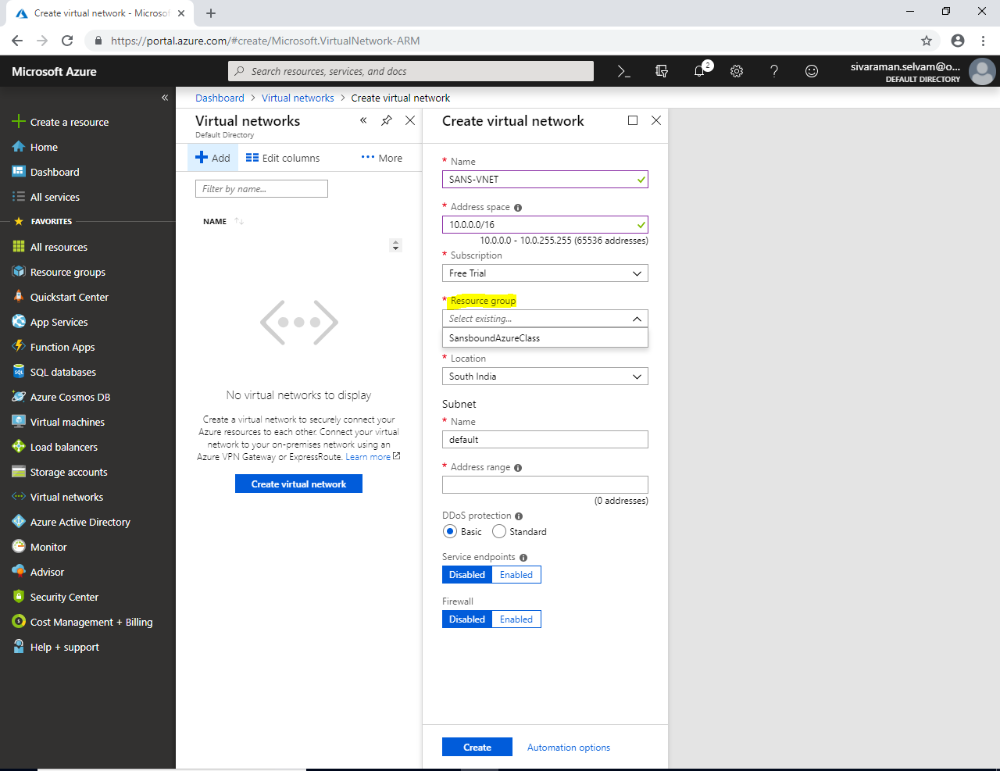 Create virtual network - Microsof
https://portal.azure.com/#create/Microsoft.VirtualNetwork-ARM
Microsoft Azure
Search resources, services, and docs
2
sivaraman.selvam@o...
DEFAULT DIRECTORY
Create a resource
Home
Dashboard
All services
FAVORITES
All resources
Resource groups
Quickstart Center
App Services
Function Apps
SQL databases
Azure Cosmos DB
Virtual machines
Load balancers
Storage accounts
Virtual networks
Azure Active Directory
Monitor
Advisor
Security Center
Cost Management + Billing
Help + support
Dashboard > Virtual networks > Create virtual network
Virtual networks
Default Directory
Add
Edit columns
More
Filter by name...
NAME
No virtual networks to display
Create a virtual network to securely connect your
Azure resources to each other. Connect your virtual
network to your on-premises network using an
Azure VPN Gateway or ExpressRoute. Learn more
Create virtual network
Create virtual network
* Name
SANS-VNET
* Address space
10.0.0.0/16
10.0.0.0 - 10.0.255.255 (65536 addresses)
* Subscription
Free Trial
* Resource group
Select existing...
SansboundAzureClass
* Location
South India
Subnet
* Name
default
* Address range
(0 addresses)
DDoS protection
Basic Standard
Service endpoints
Disabled Enabled
Firewall
Disabled Enabled
Create
Automation options